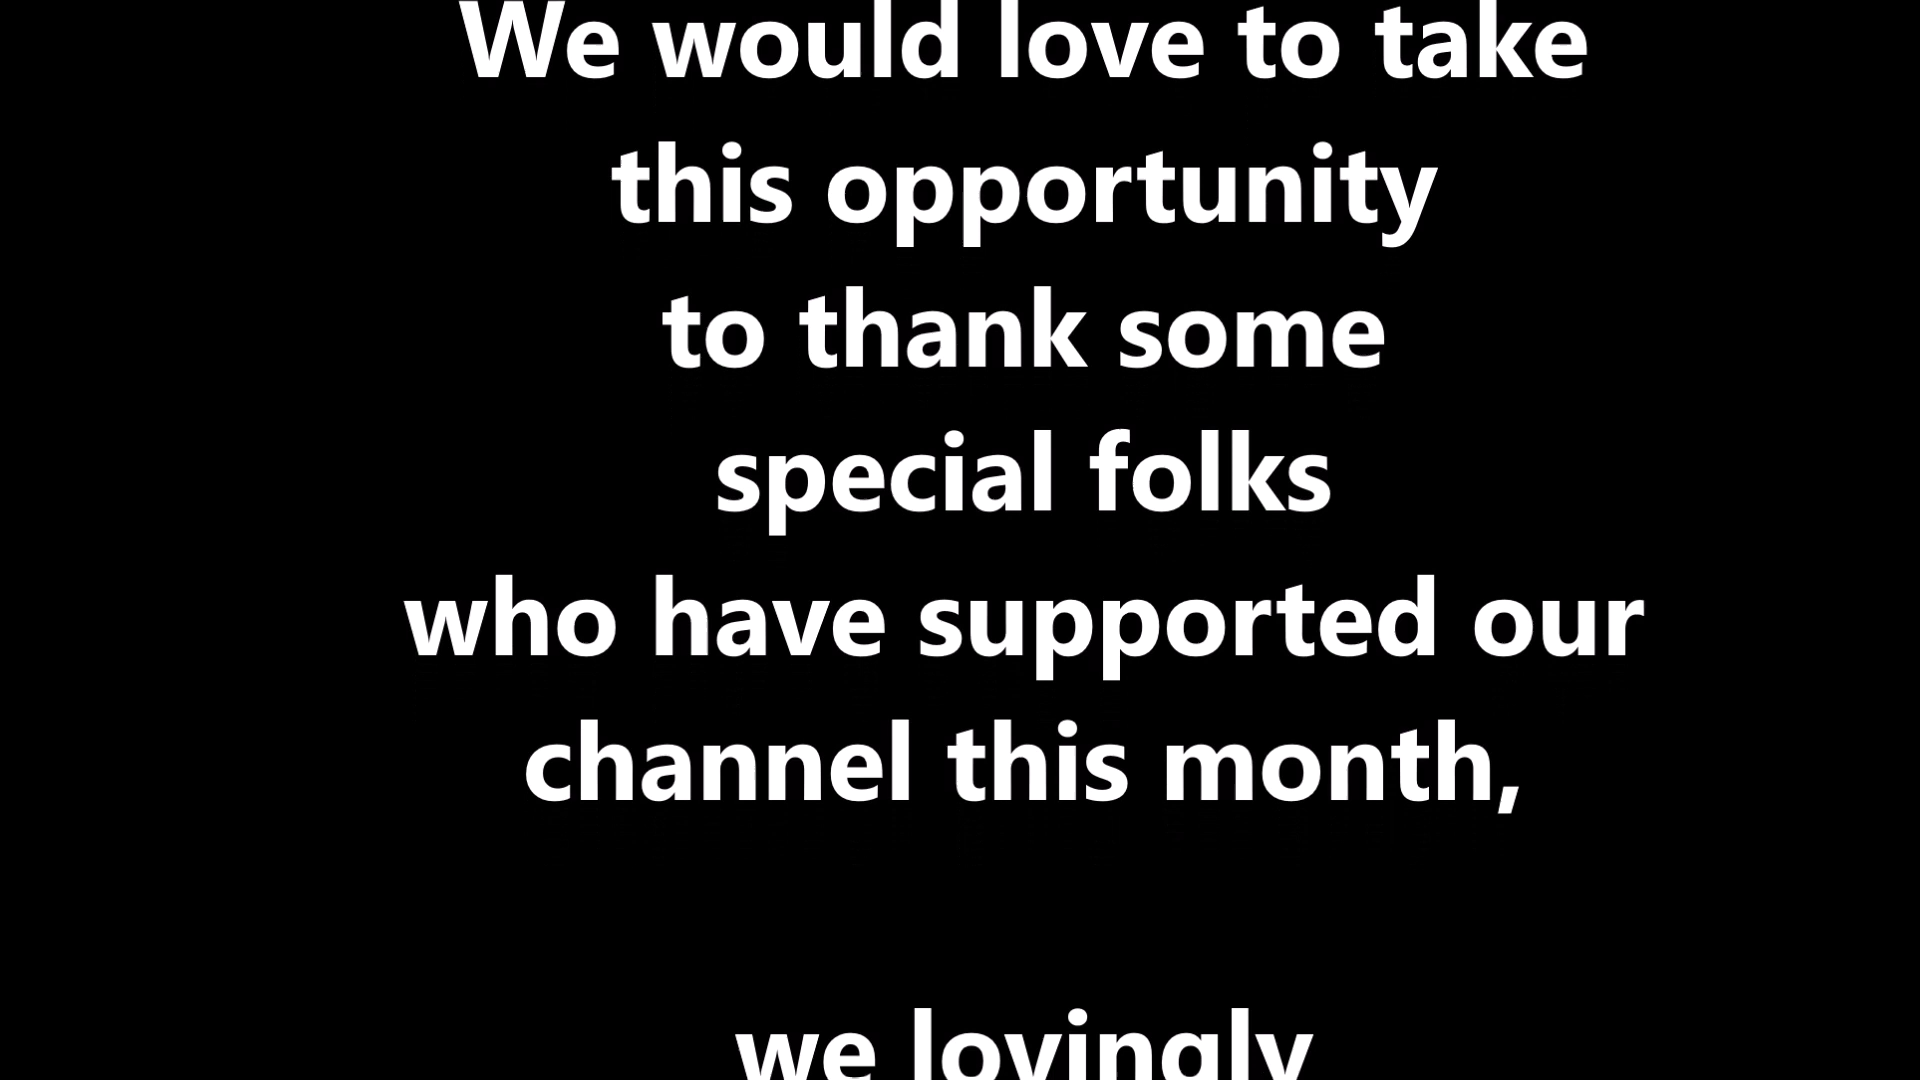 We would love to take
this opportunity
to thank some
special folks
who have supported our
channel this month,
we lovingly